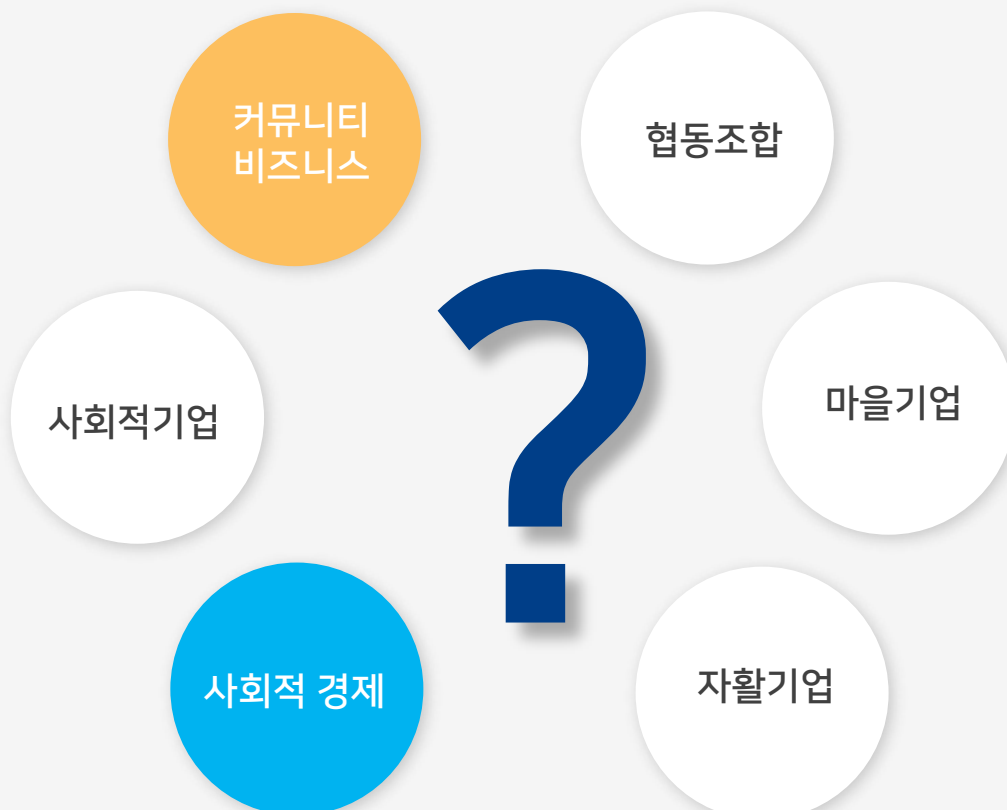 커뮤니티
비즈니스
협동조합
사회적기업
?
마을기업
사회적 경제
자활기업